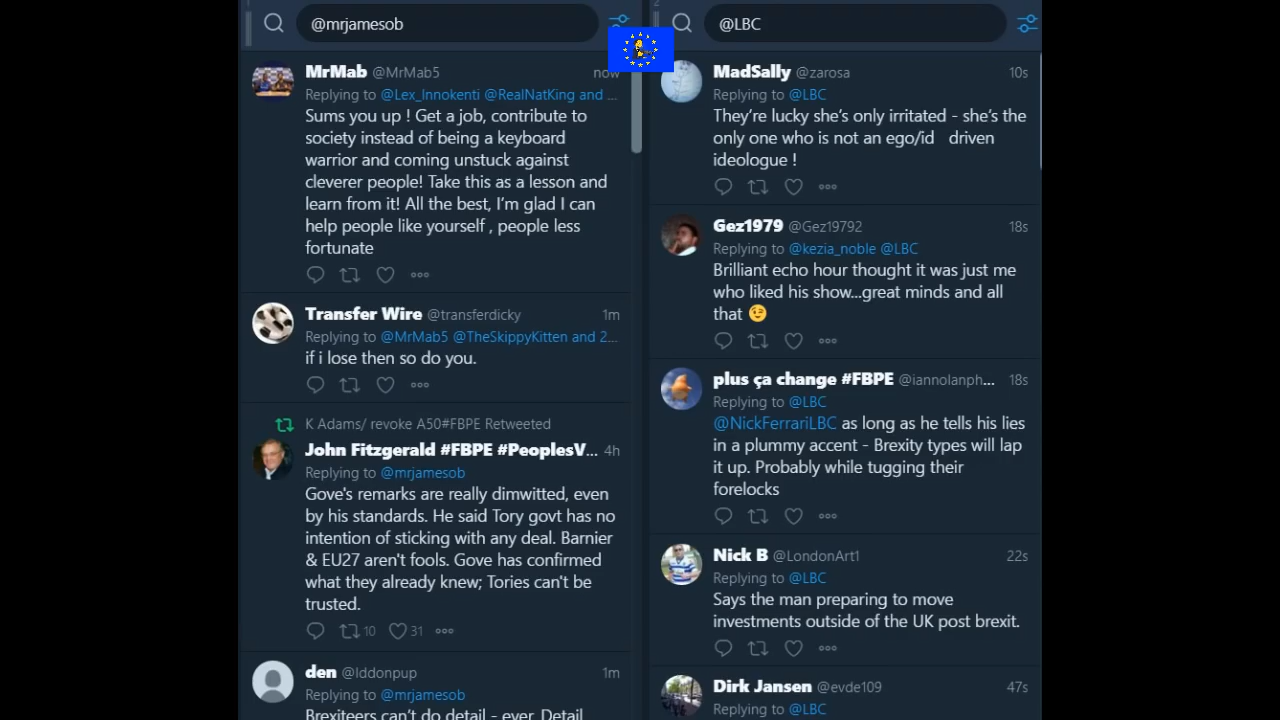 @mrjamesob
MrMab @MrMab5 now
Replying to @Lex_Innokenti @RealNatKing and ...
Sums you up ! Get a job, contribute to
society instead of being a keyboard
warrior and coming unstuck against
cleverer people! Take this as a lesson and
learn from it! All the best, I'm glad I can
help people like yourself , people less
fortunate
Transfer Wire @transferdicky 1m
Replying to @MrMab5 @TheSkippyKitten and 2...
if i lose then so do you.
K Adams/ revoke A50#FBPE Retweeted
John Fitzgerald #FBPE #PeoplesV... 4h
Replying to @mrjamesob
Gove's remarks are really dimwitted, even
by his standards. He said Tory govt has no
intention of sticking with any deal. Barnier
& EU27 aren't fools. Gove has confirmed
what they already knew; Tories can't be
trusted.
10 31
den @lddonpup 1m
Replying to @mrjamesob
Brexiteers can't do detail - ever. Detail
2
@LBC
MadSally @zarosa 10s
Replying to @LBC
They're lucky she's only irritated - she's the
only one who is not an ego/id driven
ideologue !
Gez1979 @Gez19792 18s
Replying to @kezia_noble @LBC
Brilliant echo hour thought it was just me
who liked his show...great minds and all
that 😉
plus ça change #FBPE @iannolanph... 18s
Replying to @LBC
@NickFerrariLBC as long as he tells his lies
in a plummy accent - Brexity types will lap
it up. Probably while tugging their
forelocks
Nick B @LondonArt1 22s
Replying to @LBC
Says the man preparing to move
investments outside of the UK post brexit.
Dirk Jansen @evde109 47s
Replying to @LBC